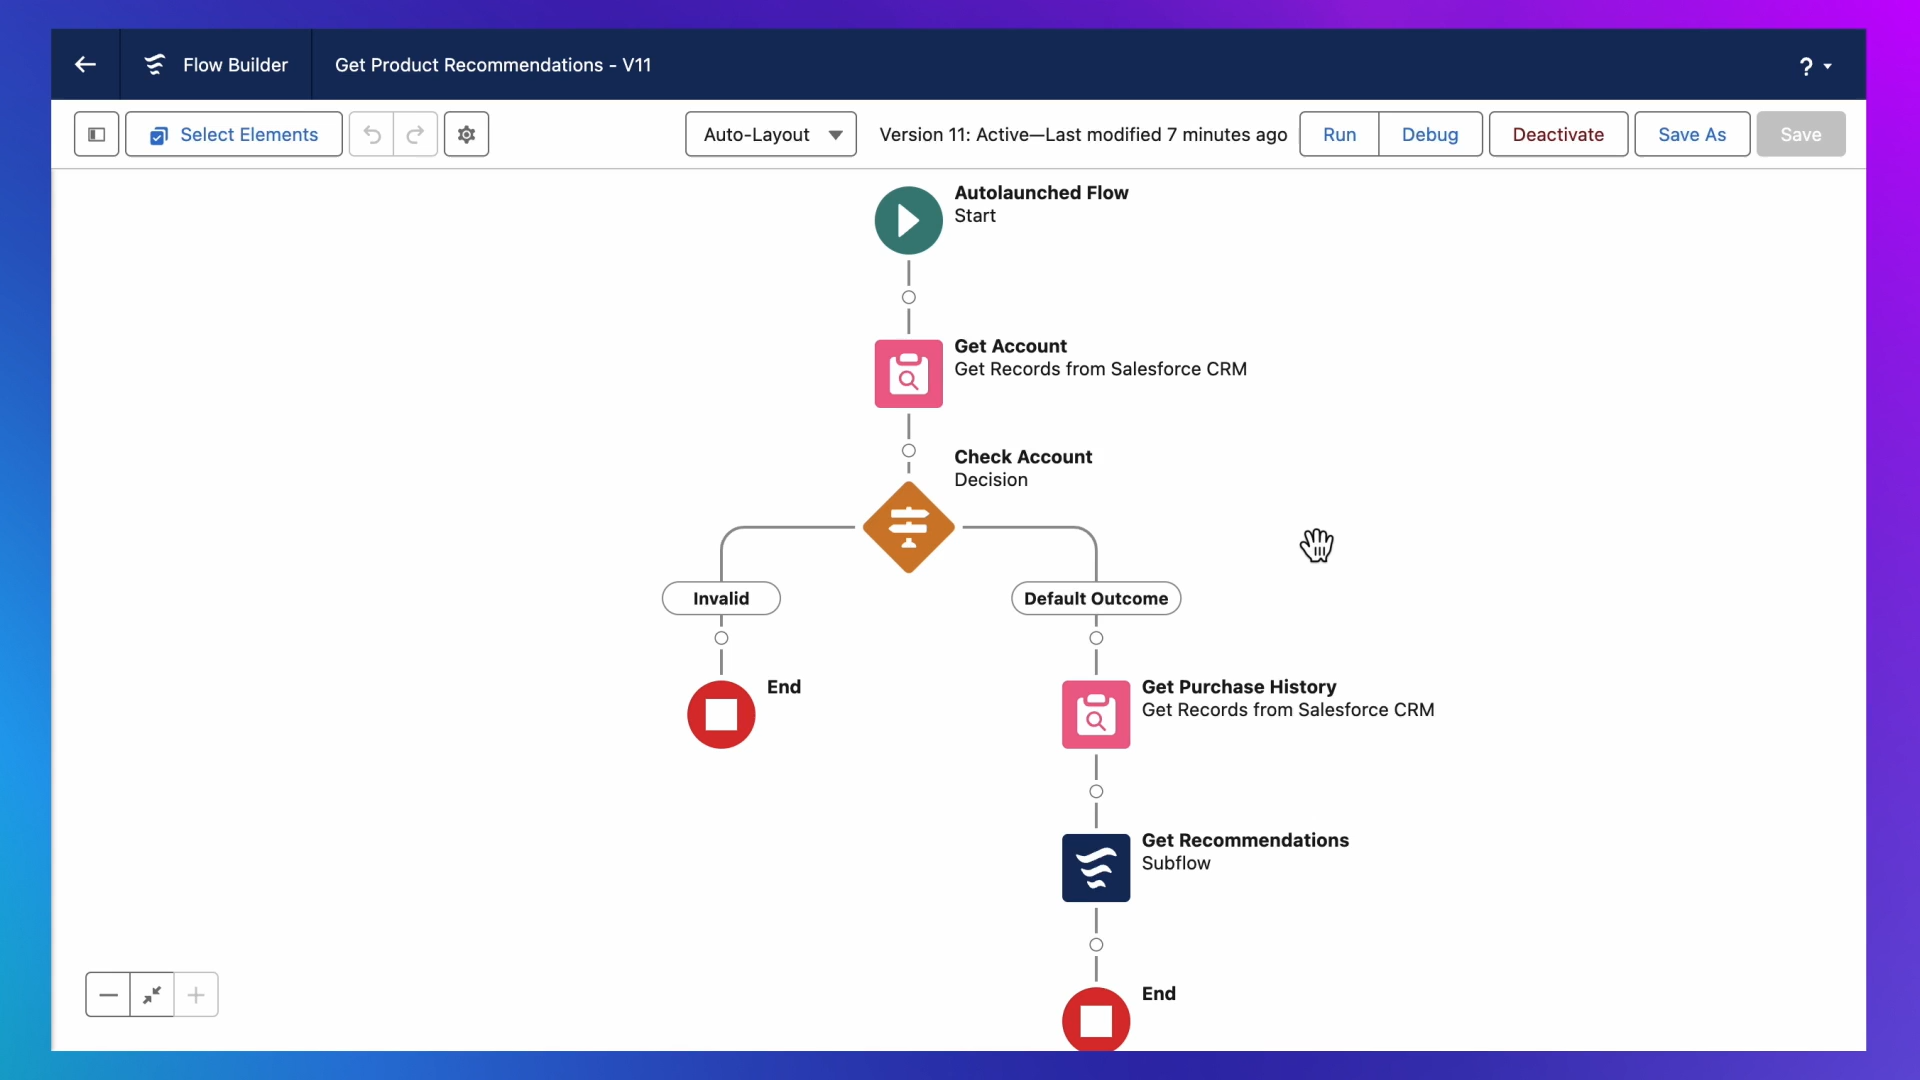 Flow Builder
Get Product Recommendations - V11
?
Select Elements
Auto-Layout
Version 11: Active—Last modified 7 minutes ago
Run
Debug
Deactivate
Save As
Save
Autolaunched Flow
Start
Get Account
Get Records from Salesforce CRM
Check Account
Decision
Invalid
Default Outcome
End
Get Purchase History
Get Records from Salesforce CRM
Get Recommendations
Subflow
End